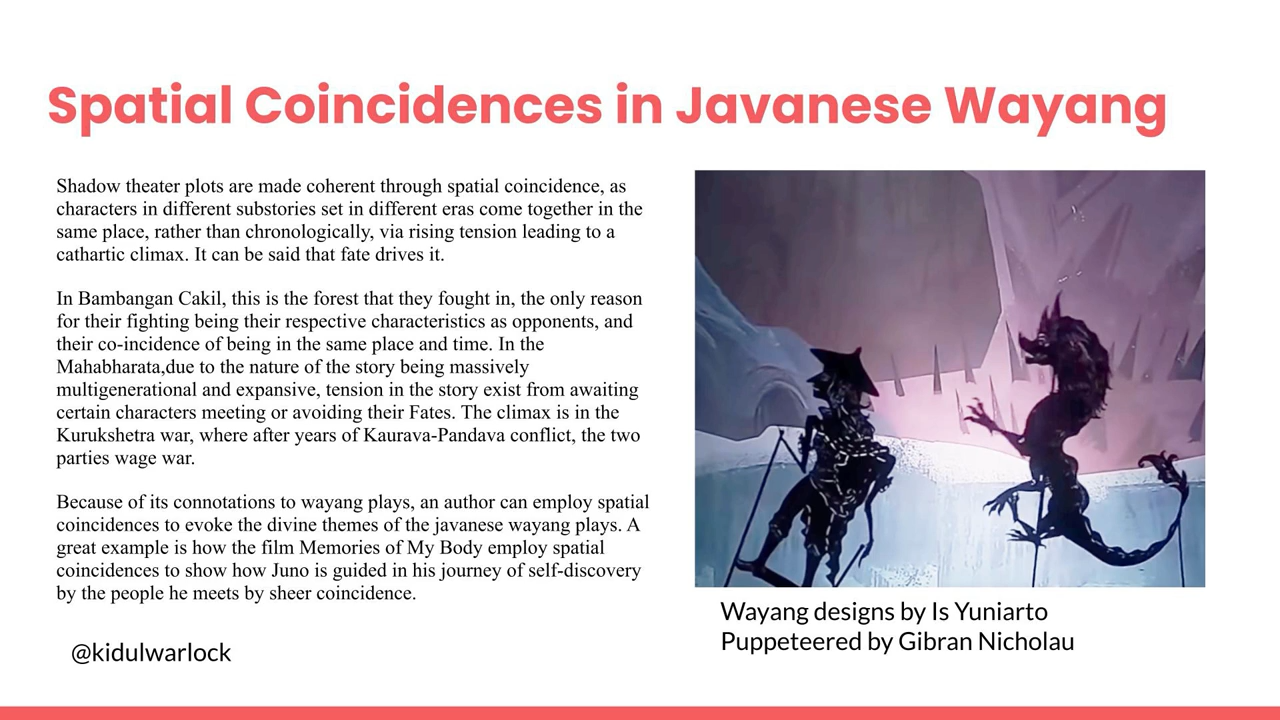 Spatial Coincidences in Javanese Wayang
Shadow theater plots are made coherent through spatial coincidence, as
characters in different substories set in different eras come together in the
same place, rather than chronologically, via rising tension leading to a
cathartic climax. It can be said that fate drives it.
In Bambangan Cakil, this is the forest that they fought in, the only reason
for their fighting being their respective characteristics as opponents, and
their co-incidence of being in the same place and time. In the
Mahabharata,due to the nature of the story being massively
multigenerational and expansive, tension in the story exist from awaiting
certain characters meeting or avoiding their Fates. The climax is in the
Kurukshetra war, where after years of Kaurava-Pandava conflict, the two
parties wage war.
Because of its connotations to wayang plays, an author can employ spatial
coincidences to evoke the divine themes of the javanese wayang plays. A
great example is how the film Memories of My Body employ spatial
coincidences to show how Juno is guided in his journey of self-discovery
by the people he meets by sheer coincidence.
@kidulwarlock
Wayang designs by Is Yuniarto
Puppeteered by Gibran Nicholau